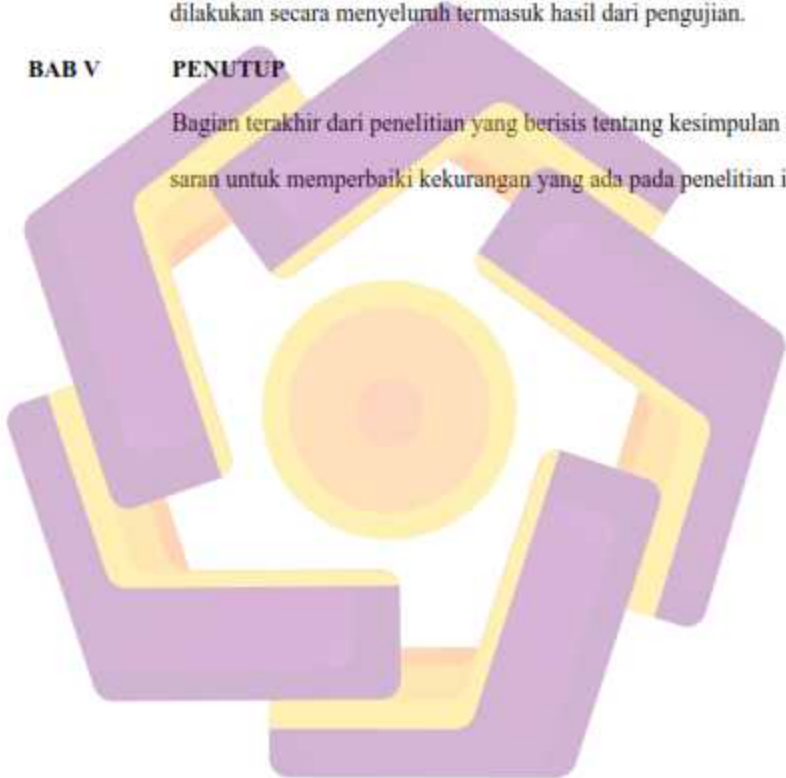 dilakukan secara menyeluruh termasuk hasil dari pengujian.
BAB V PENUTUP
Bagian terakhir dari penelitian yang berisis tentang kesimpulan
saran untuk memperbaiki kekurangan yang ada pada penelitian i